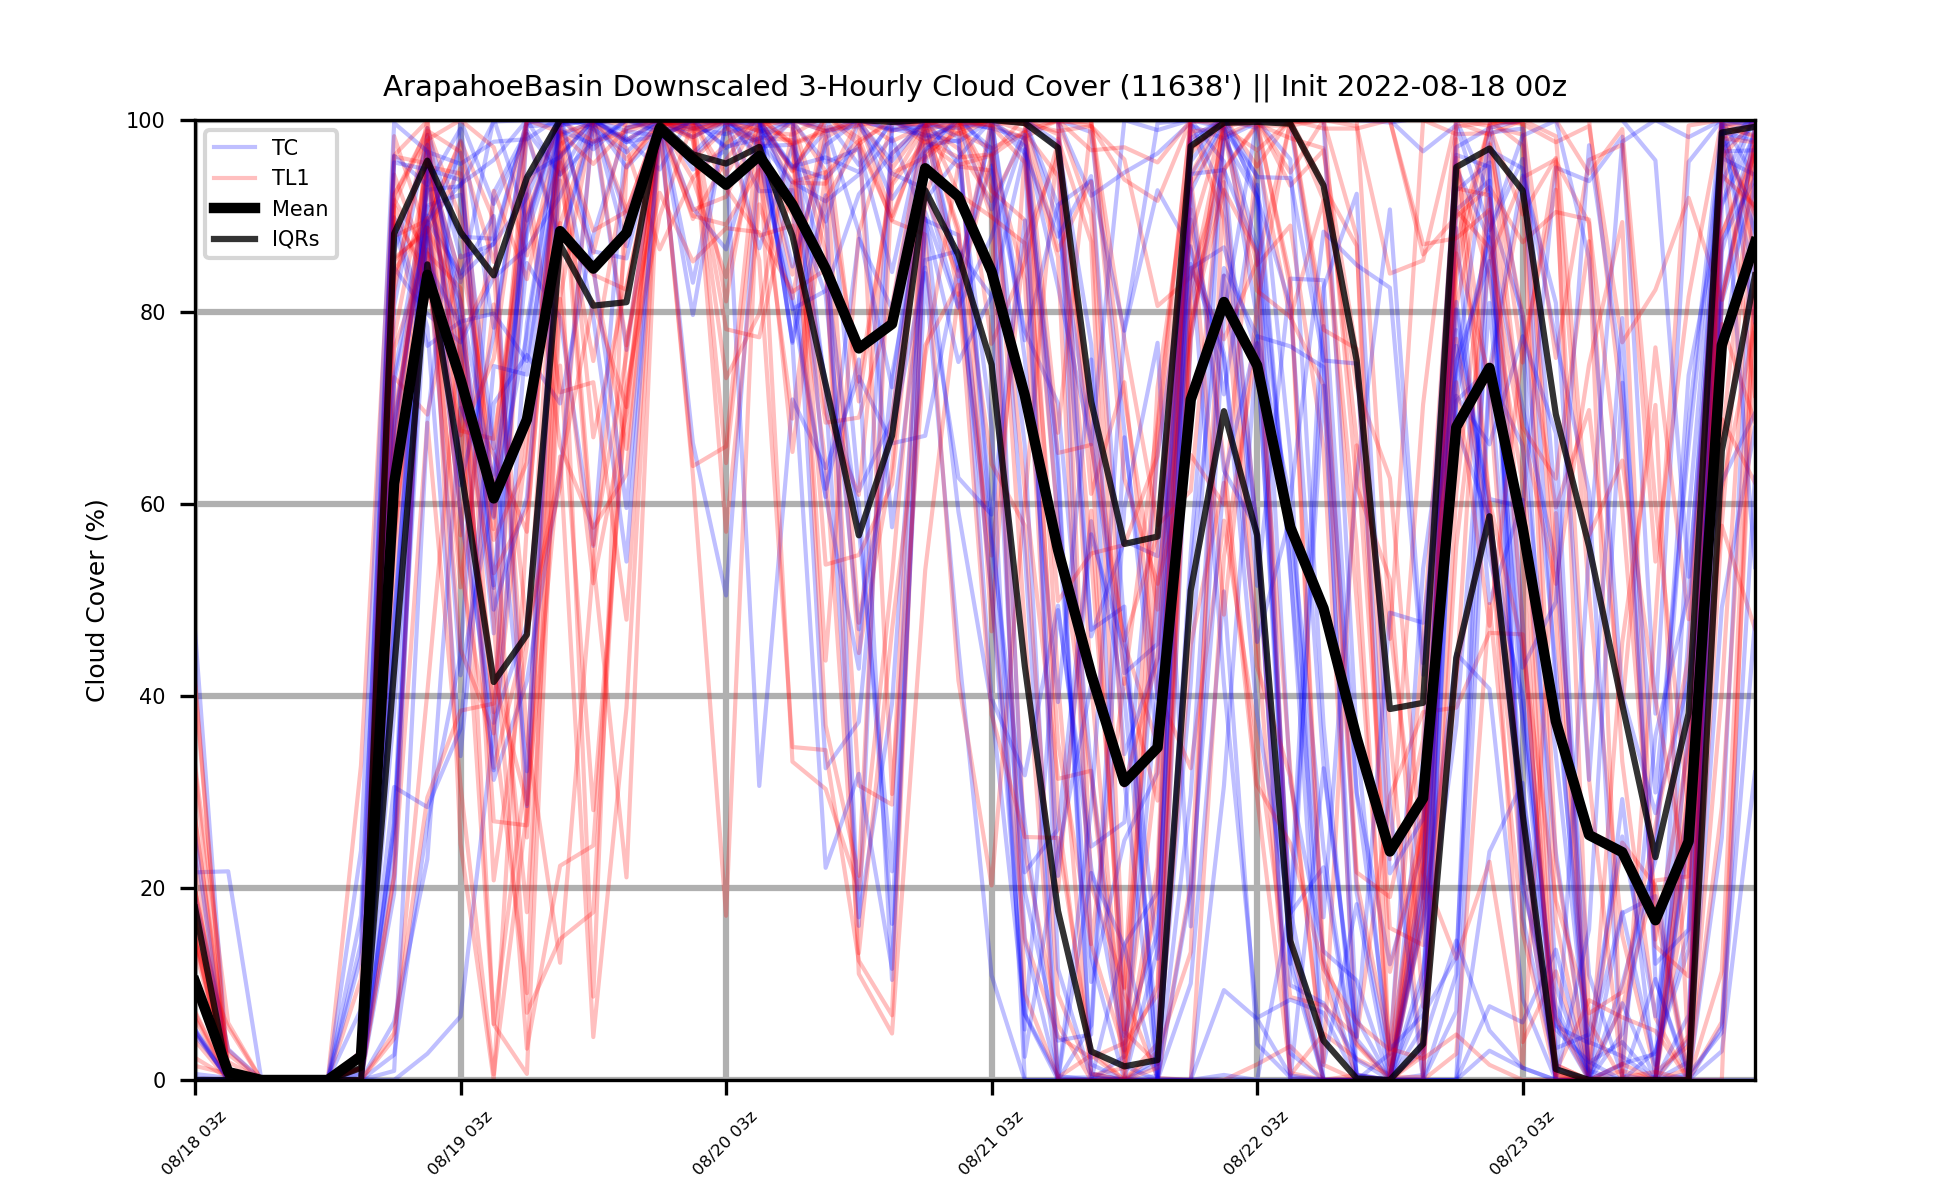 ArapahoeBasin Downscaled 3-Hourly Cloud Cover (11638') || Init 2022-08-18 00z
Cloud Cover (%)
100
80
60
40
20
0
TC
TL1
Mean
IQRs
08/18 03z
08/19 03z
08/20 03z
08/21 03z
08/22 03z
08/23 03z